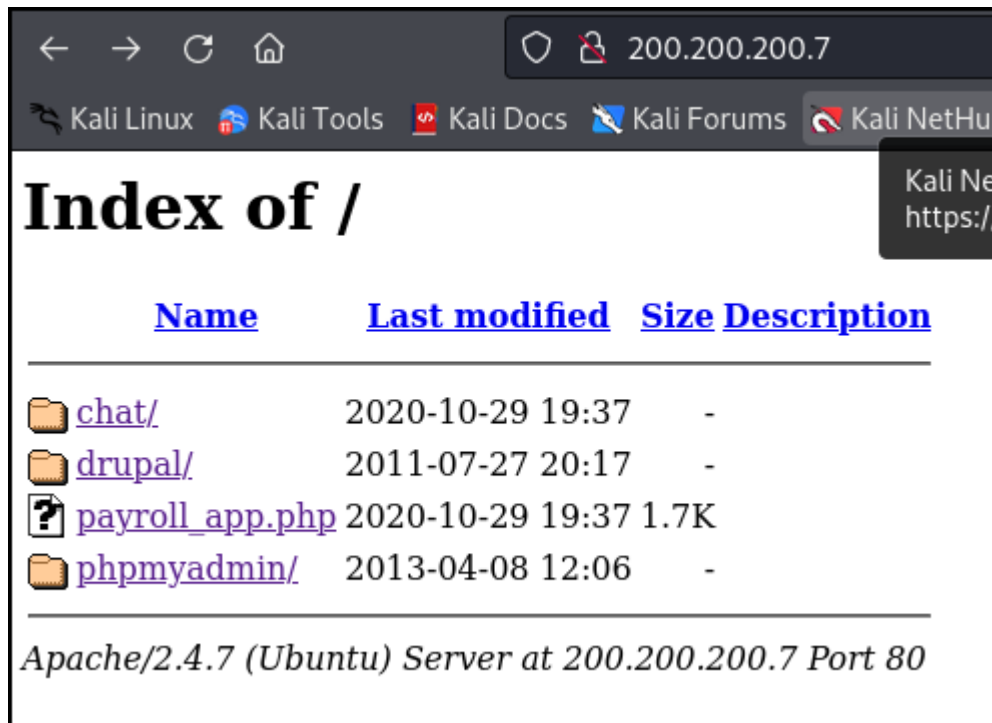 200.200.200.7
Kali Linux Kali Tools Kali Docs Kali Forums Kali NetHu
Kali Ne
https:/
Index of /
Name Last modified Size Description
chat/ 2020-10-29 19:37 -
drupal/ 2011-07-27 20:17 -
payroll_app.php 2020-10-29 19:37 1.7K
phpmyadmin/ 2013-04-08 12:06 -
Apache/2.4.7 (Ubuntu) Server at 200.200.200.7 Port 80